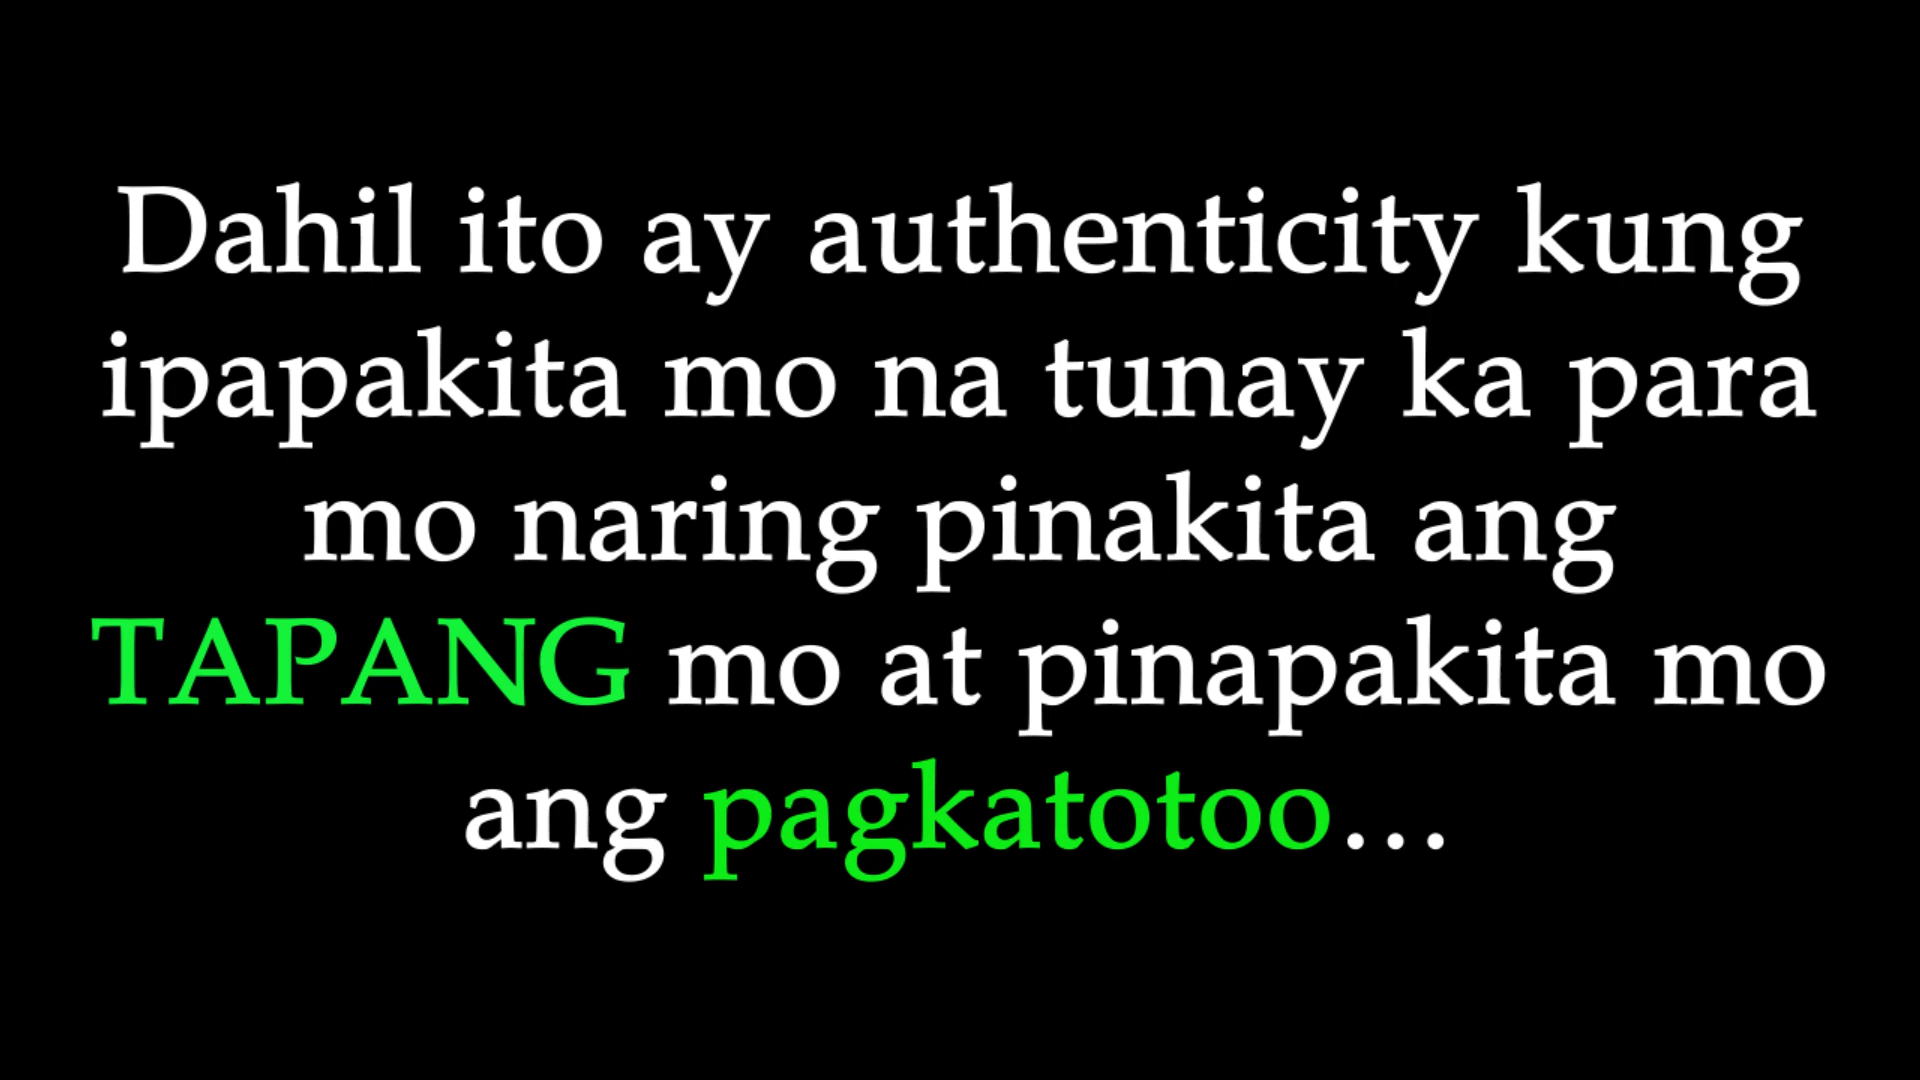 Dahil ito ay authenticity kung
ipapakita mo na tunay ka para
mo naring pinakita ang
TAPANG mo at pinapakita mo
ang pagkatotoo...